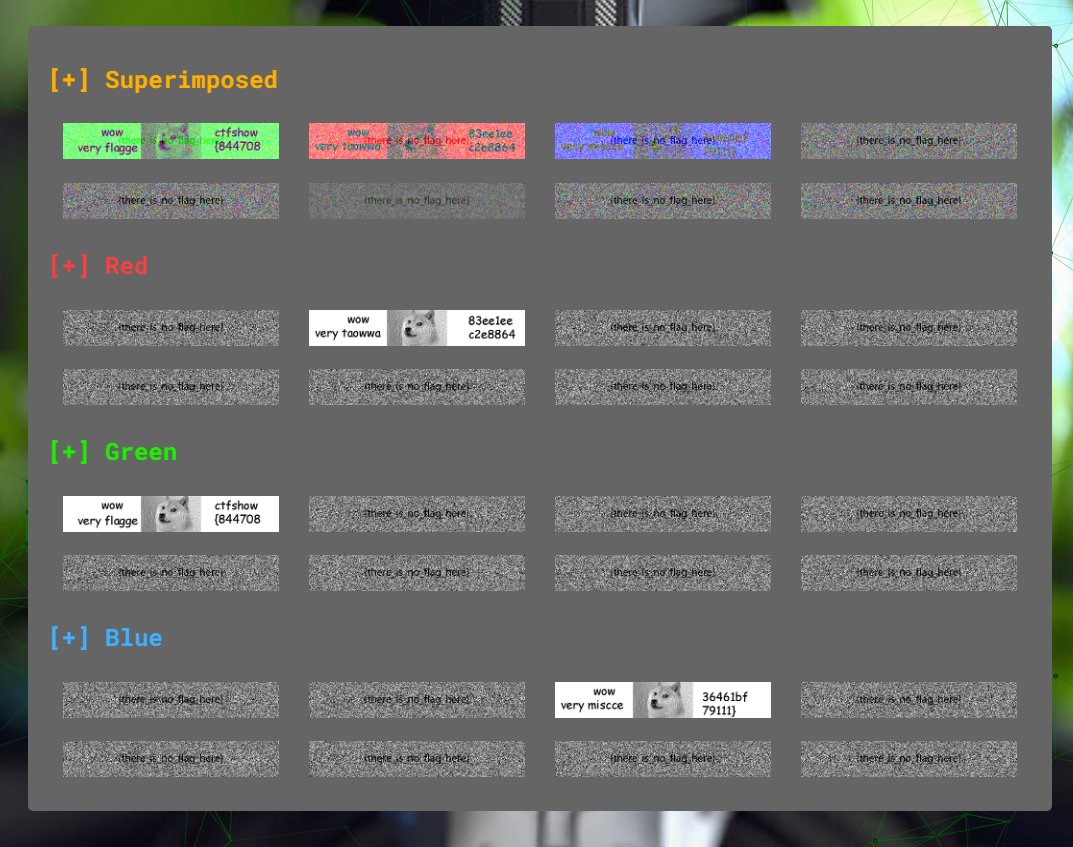 [+] Superimposed
wow
very flagge
ctfshow
{844708
{there_is_no_flag_here}
wow
very taowwa
83ee1ee
c2e8864
{there_is_no_flag_here}
wow
very miscce
36461bf
79111}
{there_is_no_flag_here}
{there_is_no_flag_here}
{there_is_no_flag_here}
{there_is_no_flag_here}
{there_is_no_flag_here}
{there_is_no_flag_here}
[+] Red
{there_is_no_flag_here}
wow
very taowwa
83ee1ee
c2e8864
{there_is_no_flag_here}
{there_is_no_flag_here}
{there_is_no_flag_here}
{there_is_no_flag_here}
{there_is_no_flag_here}
{there_is_no_flag_here}
[+] Green
wow
very flagge
ctfshow
{844708
{there_is_no_flag_here}
{there_is_no_flag_here}
{there_is_no_flag_here}
{there_is_no_flag_here}
{there_is_no_flag_here}
{there_is_no_flag_here}
{there_is_no_flag_here}
[+] Blue
{there_is_no_flag_here}
{there_is_no_flag_here}
wow
very miscce
36461bf
79111}
{there_is_no_flag_here}
{there_is_no_flag_here}
{there_is_no_flag_here}
{there_is_no_flag_here}
{there_is_no_flag_here}